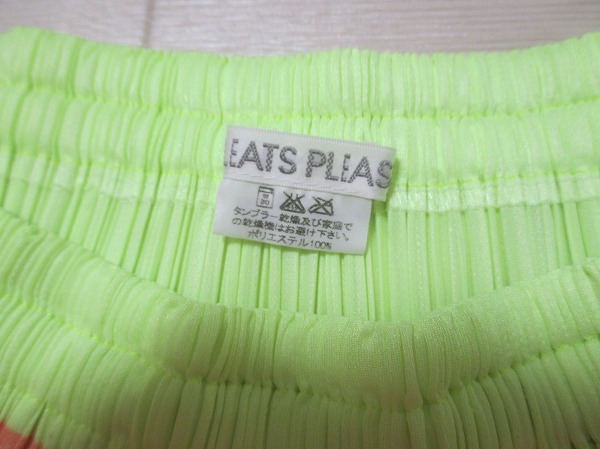 LEATS PLEAS
タンブラー乾燥及び家庭で
の乾燥機はお避け下さい。
ポリエステル100%